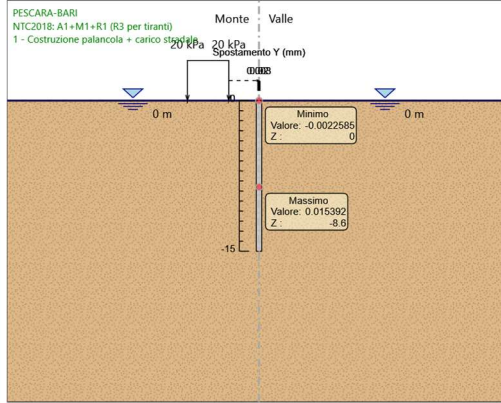 PESCARA-BARI
NTC2018: A1+M1+R1 (R3 per tiranti)
1 - Costruzione palancola + carico stradale
Monte Valle
20 kPa 20 kPa
Spostamento Y (mm)
0
0 m 0 m
Minimo
Valore: -0.0022585
Z : 0
Massimo
Valore: 0.015392
Z : -8.6
-15